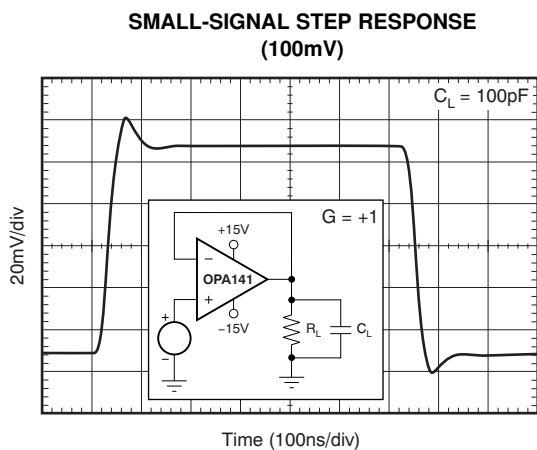 SMALL-SIGNAL STEP RESPONSE
(100mV)
C_L = 100pF
20mV/div
G = +1
+15V
−
OPA141
+
−15V
+
−
R_L
C_L
Time (100ns/div)